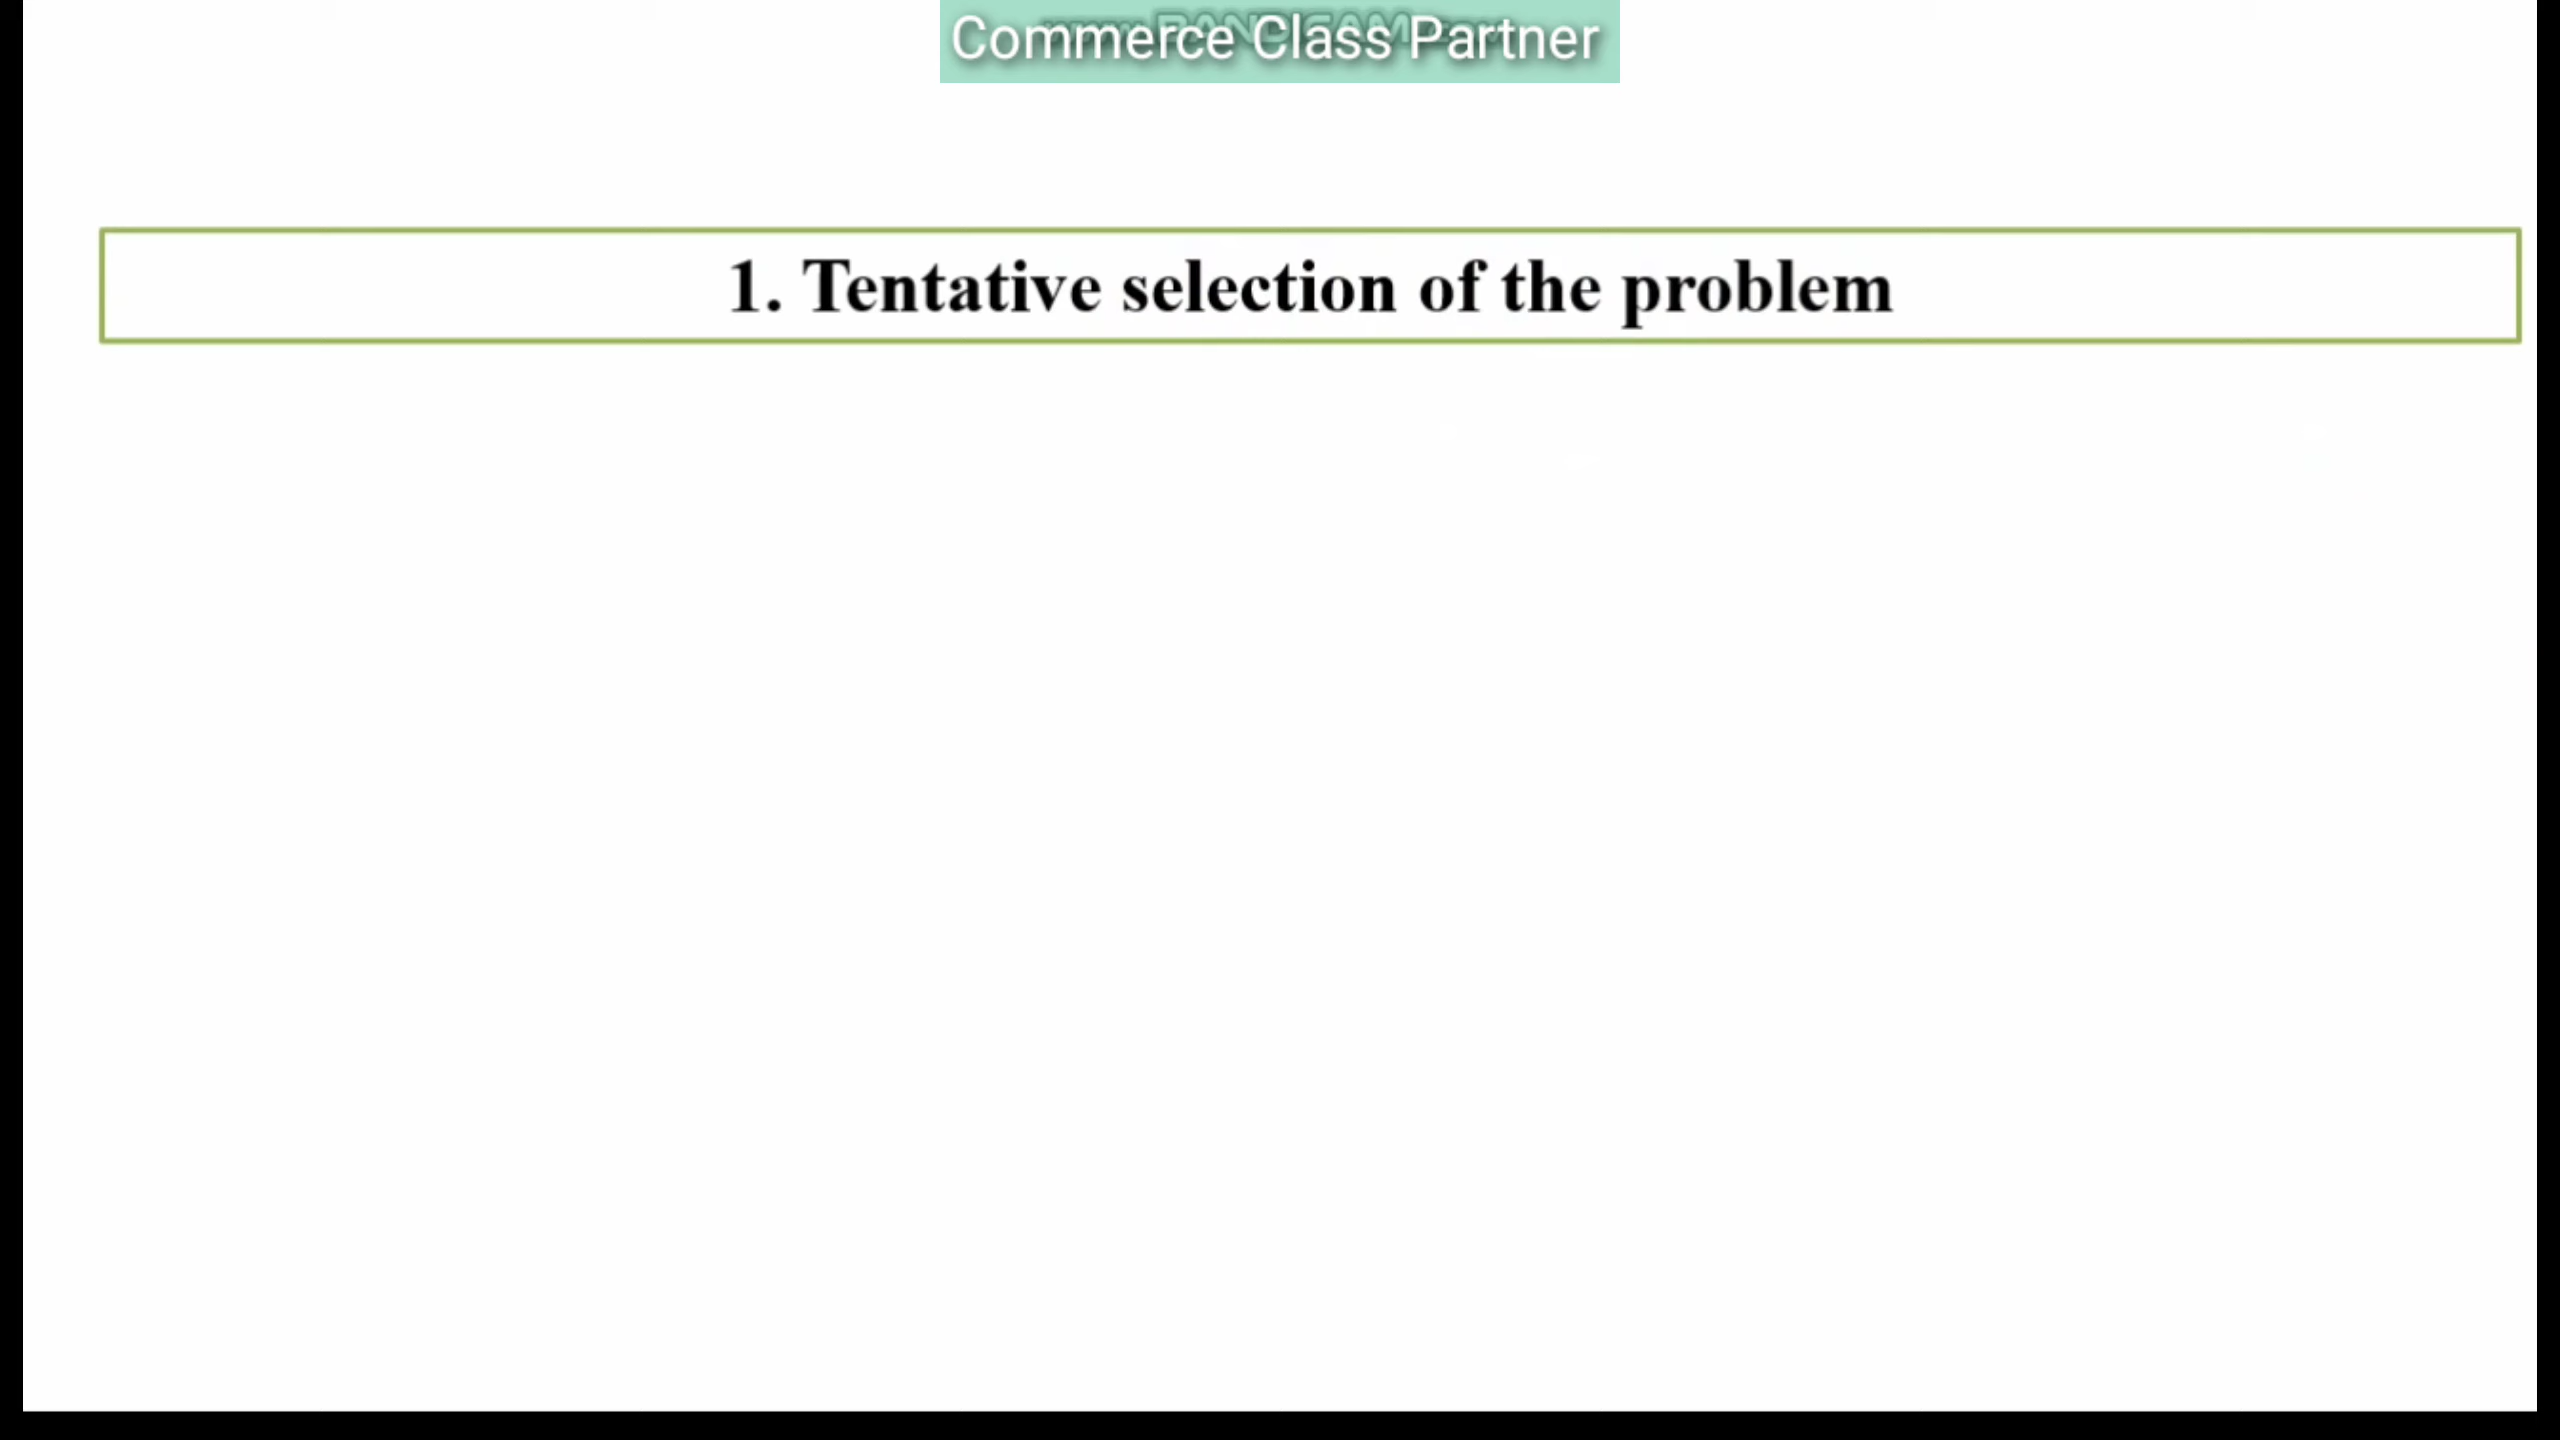 Commerce Class Partner
1. Tentative selection of the problem